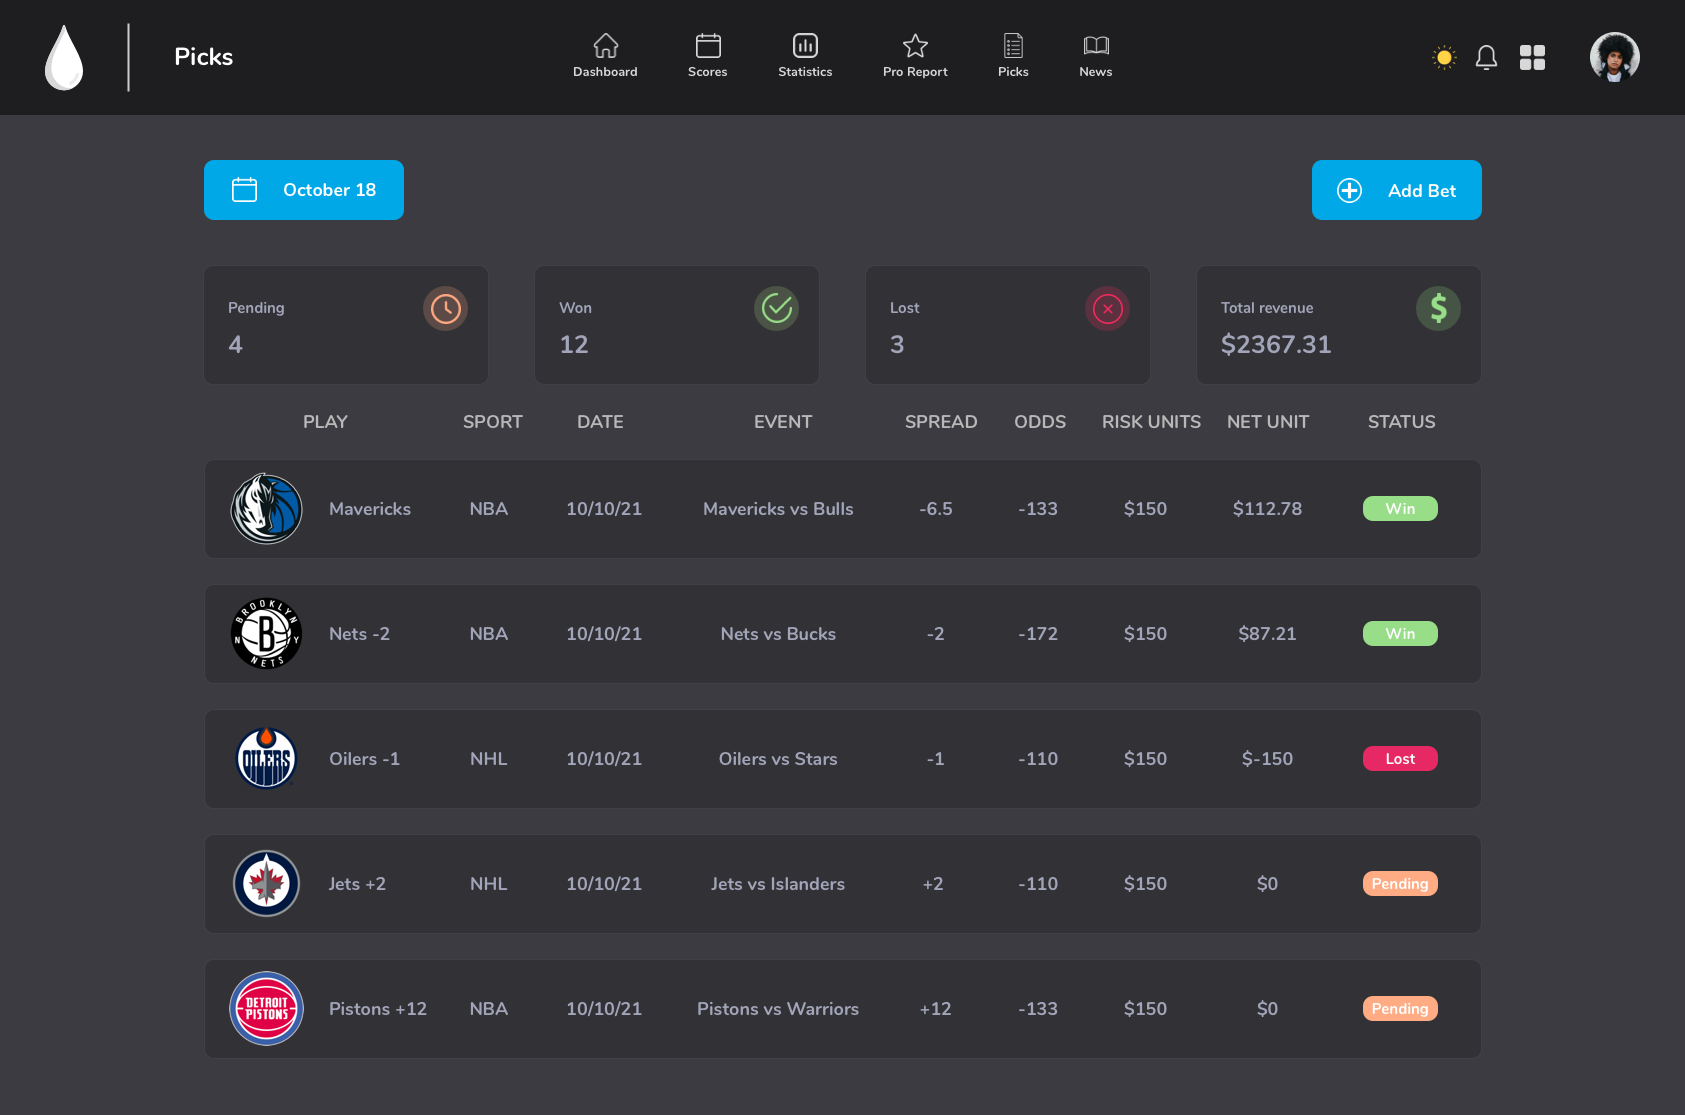 Picks
Dashboard Scores Statistics Pro Report Picks News
October 18
Add Bet
Pending
4
Won
12
Lost
3
Total revenue
$2367.31
$
PLAY SPORT DATE EVENT SPREAD ODDS RISK UNITS NET UNIT STATUS
Mavericks NBA 10/10/21 Mavericks vs Bulls -6.5 -133 $150 $112.78 Win
BROOKLYN
N B Y
NETS
Nets -2 NBA 10/10/21 Nets vs Bucks -2 -172 $150 $87.21 Win
OILERS
Oilers -1 NHL 10/10/21 Oilers vs Stars -1 -110 $150 $-150 Lost
Jets +2 NHL 10/10/21 Jets vs Islanders +2 -110 $150 $0 Pending
DETROIT
PISTONS
Pistons +12 NBA 10/10/21 Pistons vs Warriors +12 -133 $150 $0 Pending